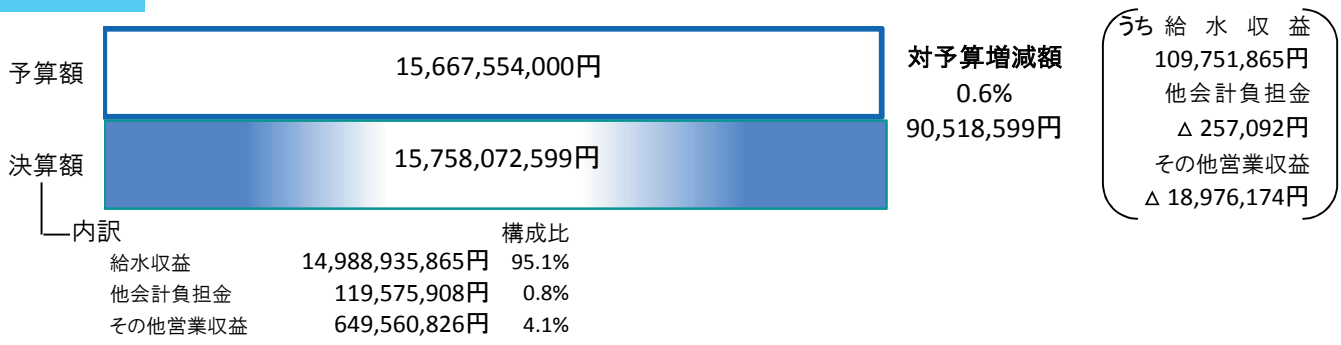 予算額 15,667,554,000円
決算額 15,758,072,599円
対予算増減額
0.6%
90,518,599円
うち 給水収益
109,751,865円
他会計負担金
△ 257,092円
その他営業収益
△ 18,976,174円
内訳 構成比
給水収益 14,988,935,865円 95.1%
他会計負担金 119,575,908円 0.8%
その他営業収益 649,560,826円 4.1%